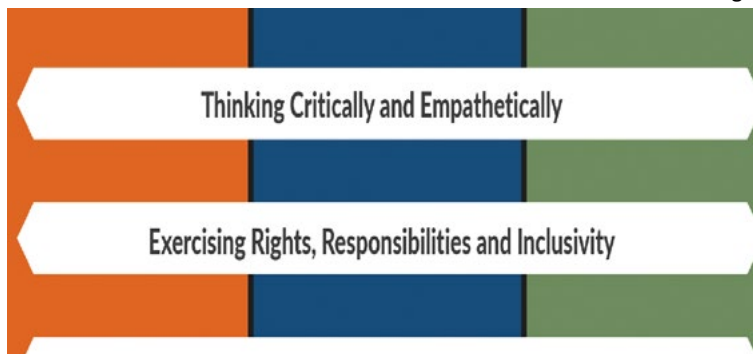 Thinking Critically and Empathetically
Exercising Rights, Responsibilities and Inclusivity